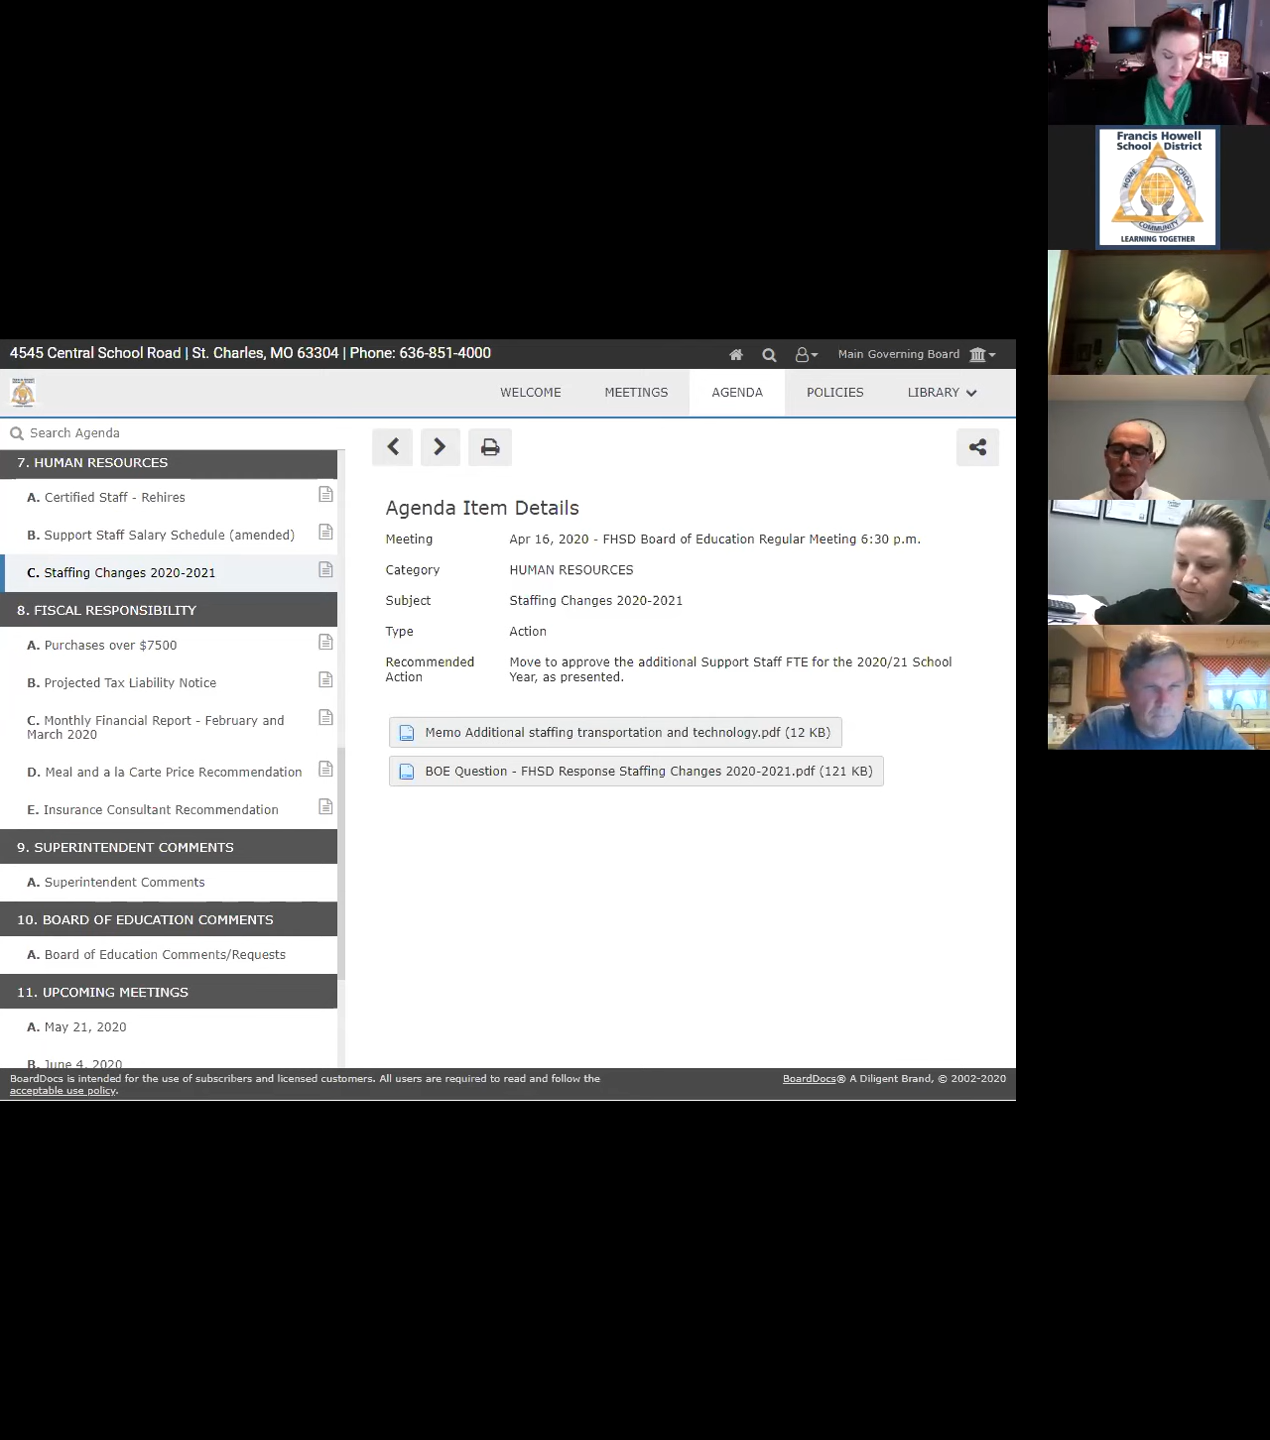 Francis Howell
School District
HOME
SCHOOL
COMMUNITY
LEARNING TOGETHER
4545 Central School Road | St. Charles, MO 63304 | Phone: 636-851-4000
Main Governing Board
WELCOME
MEETINGS
AGENDA
POLICIES
LIBRARY
Search Agenda
7. HUMAN RESOURCES
A. Certified Staff - Rehires
B. Support Staff Salary Schedule (amended)
C. Staffing Changes 2020-2021
8. FISCAL RESPONSIBILITY
A. Purchases over $7500
B. Projected Tax Liability Notice
C. Monthly Financial Report - February and
March 2020
D. Meal and a la Carte Price Recommendation
E. Insurance Consultant Recommendation
9. SUPERINTENDENT COMMENTS
A. Superintendent Comments
10. BOARD OF EDUCATION COMMENTS
A. Board of Education Comments/Requests
11. UPCOMING MEETINGS
A. May 21, 2020
B. June 4, 2020
Agenda Item Details
Meeting Apr 16, 2020 - FHSD Board of Education Regular Meeting 6:30 p.m.
Category HUMAN RESOURCES
Subject Staffing Changes 2020-2021
Type Action
Recommended Move to approve the additional Support Staff FTE for the 2020/21 School
Action Year, as presented.
Memo Additional staffing transportation and technology.pdf (12 KB)
BOE Question - FHSD Response Staffing Changes 2020-2021.pdf (121 KB)
BoardDocs is intended for the use of subscribers and licensed customers. All users are required to read and follow the
acceptable use policy.
BoardDocs® A Diligent Brand, © 2002-2020